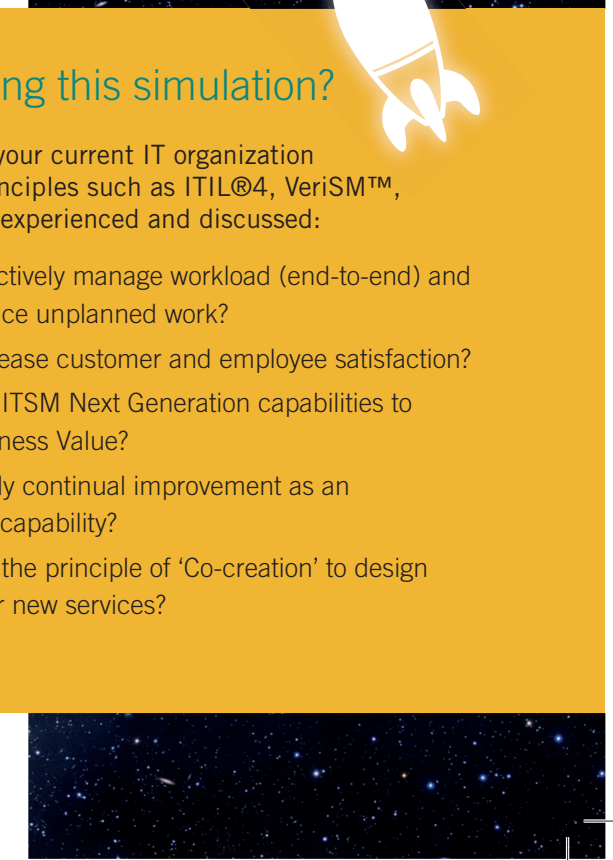 ng this simulation?
your current IT organization
nciples such as ITIL®4, VeriSM™,
experienced and discussed:
ctively manage workload (end-to-end) and
ce unplanned work?
ease customer and employee satisfaction?
ITSM Next Generation capabilities to
ness Value?
ly continual improvement as an
capability?
the principle of ‘Co-creation’ to design
r new services?